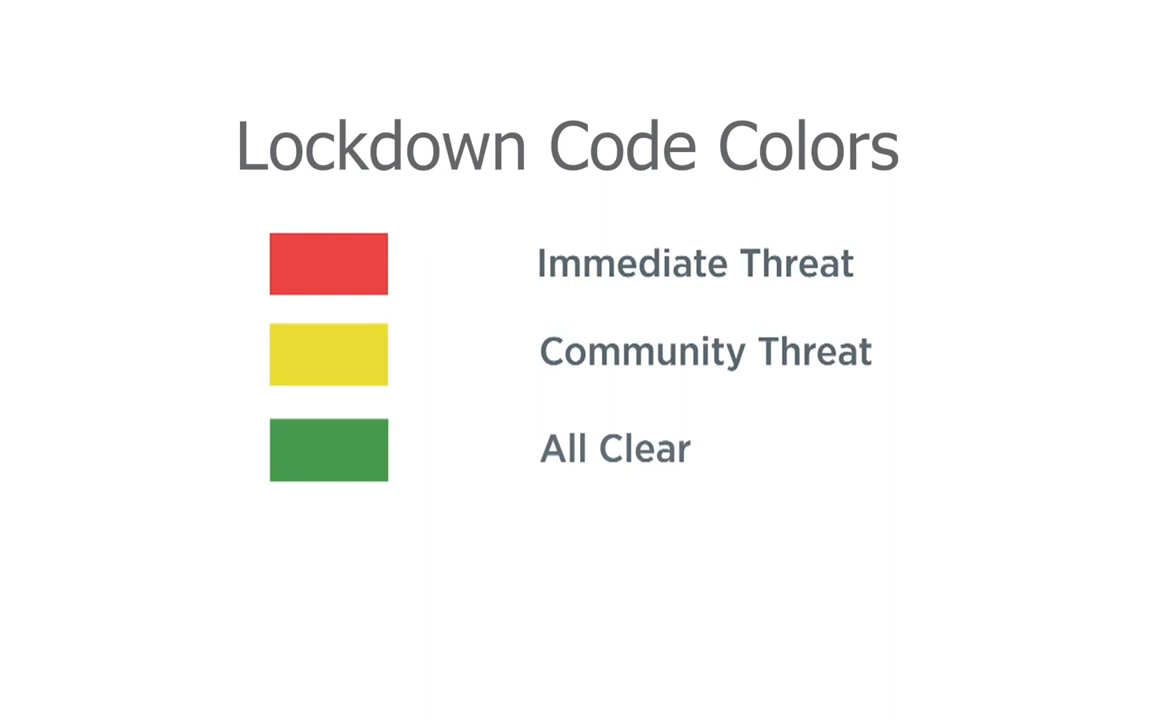 Lockdown Code Colors
Immediate Threat
Community Threat
All Clear